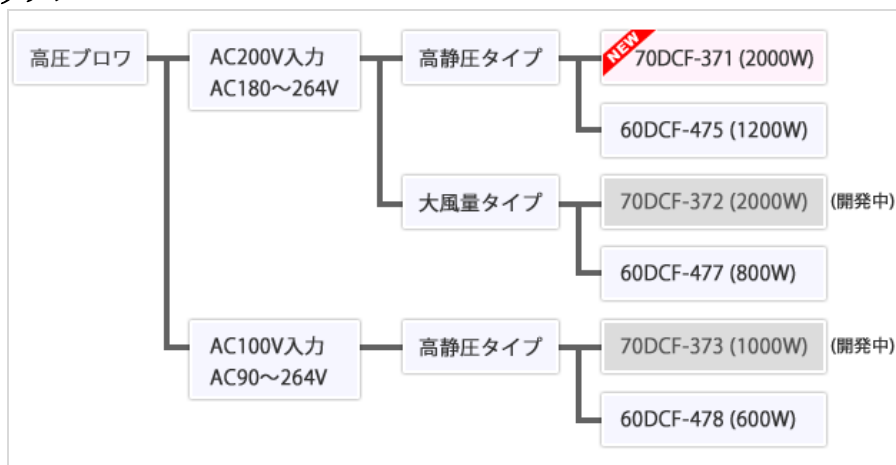 高圧ブロワ
AC200V入力
AC180～264V
高静圧タイプ
NEW
70DCF-371 (2000W)
60DCF-475 (1200W)
大風量タイプ
70DCF-372 (2000W)
(開発中)
60DCF-477 (800W)
AC100V入力
AC90～264V
高静圧タイプ
70DCF-373 (1000W)
(開発中)
60DCF-478 (600W)